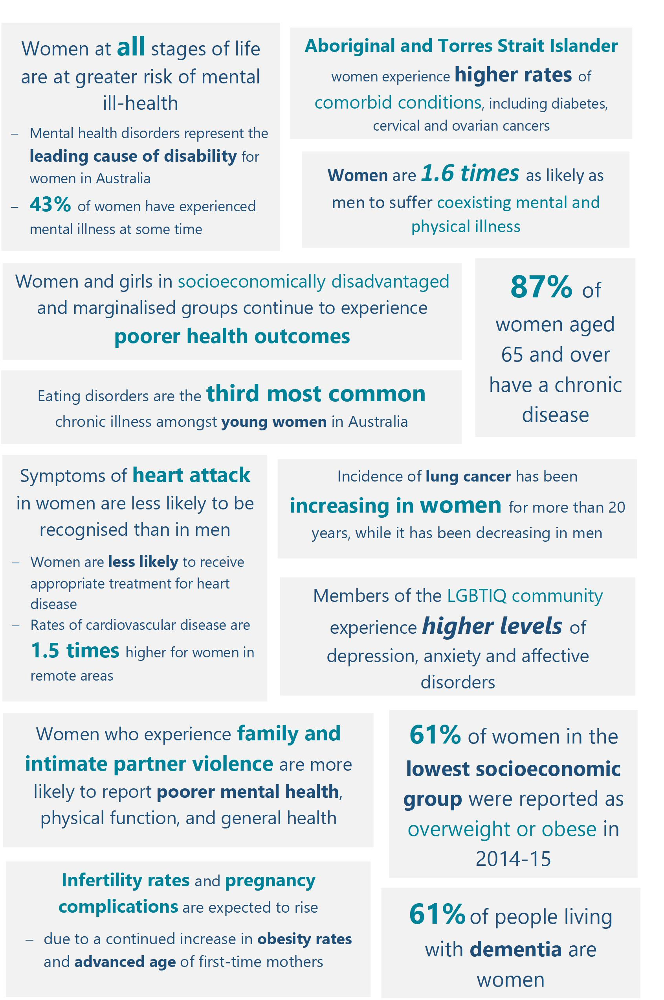 Women at all stages of life
are at greater risk of mental
ill-health
– Mental health disorders represent the
leading cause of disability for
women in Australia
– 43% of women have experienced
mental illness at some time
Aboriginal and Torres Strait Islander
women experience higher rates of
comorbid conditions, including diabetes,
cervical and ovarian cancers
Women are 1.6 times as likely as
men to suffer coexisting mental and
physical illness
Women and girls in socioeconomically disadvantaged
and marginalised groups continue to experience
poorer health outcomes
87% of
women aged
65 and over
have a chronic
disease
Eating disorders are the third most common
chronic illness amongst young women in Australia
Symptoms of heart attack
in women are less likely to be
recognised than in men
– Women are less likely to receive
appropriate treatment for heart
disease
– Rates of cardiovascular disease are
1.5 times higher for women in
remote areas
Incidence of lung cancer has been
increasing in women for more than 20
years, while it has been decreasing in men
Members of the LGBTIQ community
experience higher levels of
depression, anxiety and affective
disorders
Women who experience family and
intimate partner violence are more
likely to report poorer mental health,
physical function, and general health
61% of women in the
lowest socioeconomic
group were reported as
overweight or obese in
2014-15
Infertility rates and pregnancy
complications are expected to rise
– due to a continued increase in obesity rates
and advanced age of first-time mothers
61% of people living
with dementia are
women